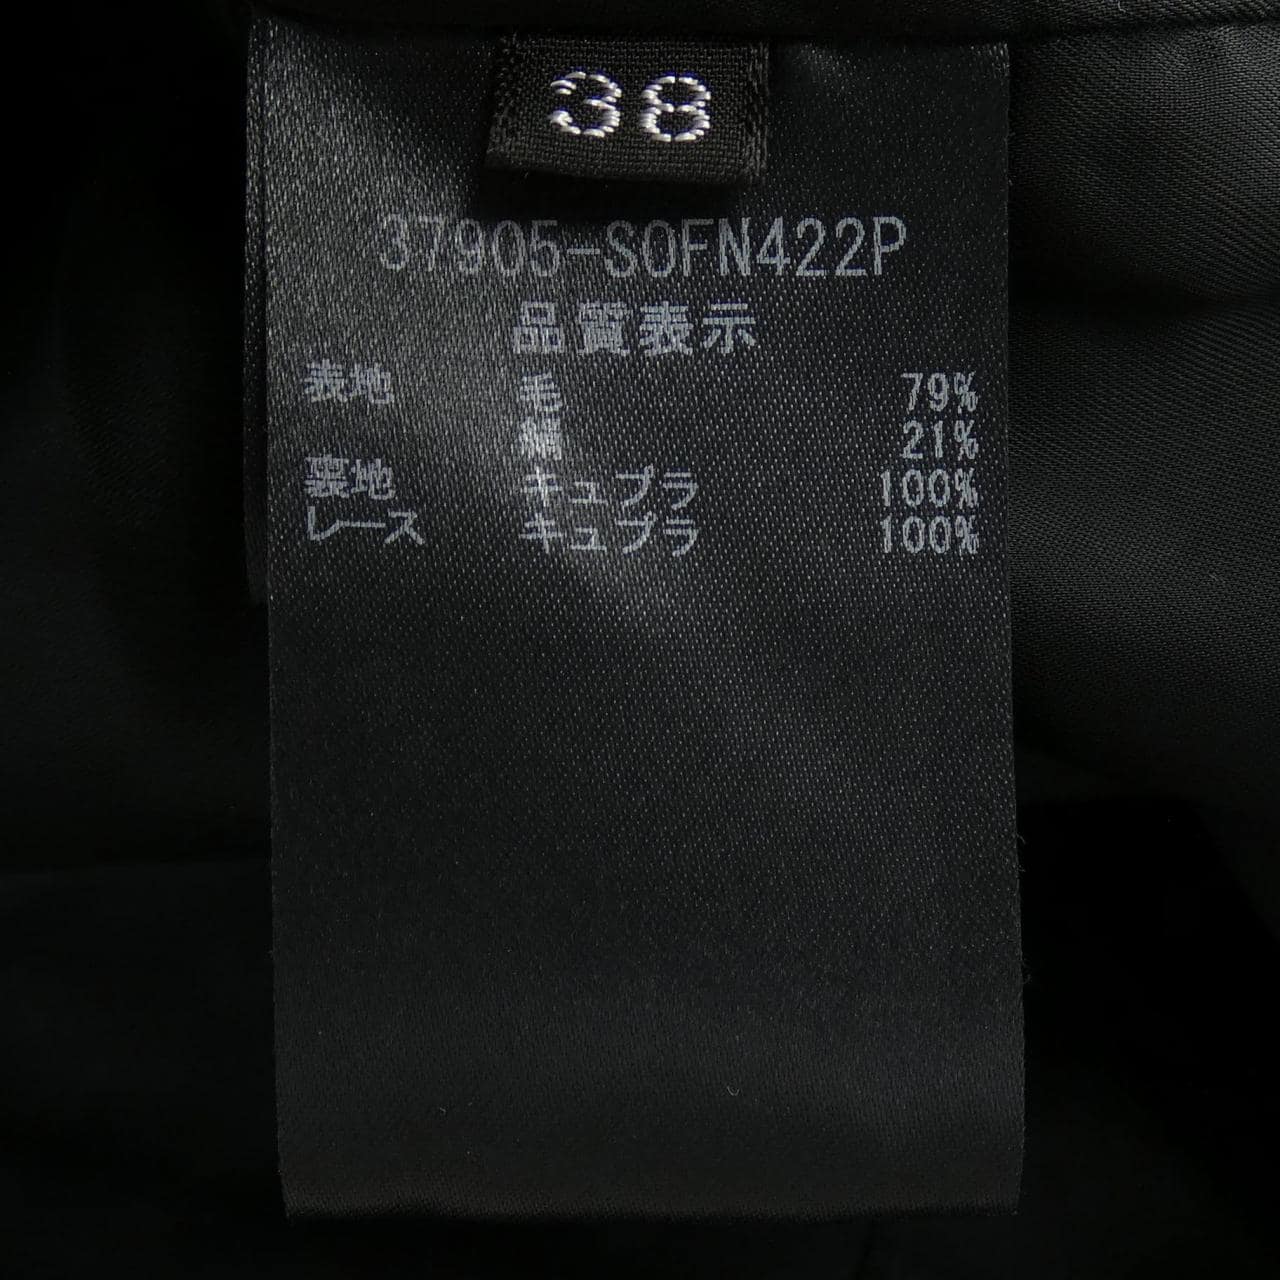 38
37905-SOFN422P
品質表示
表地 毛 79%
絹 21%
裏地 キュプラ 100%
レース キュプラ 100%